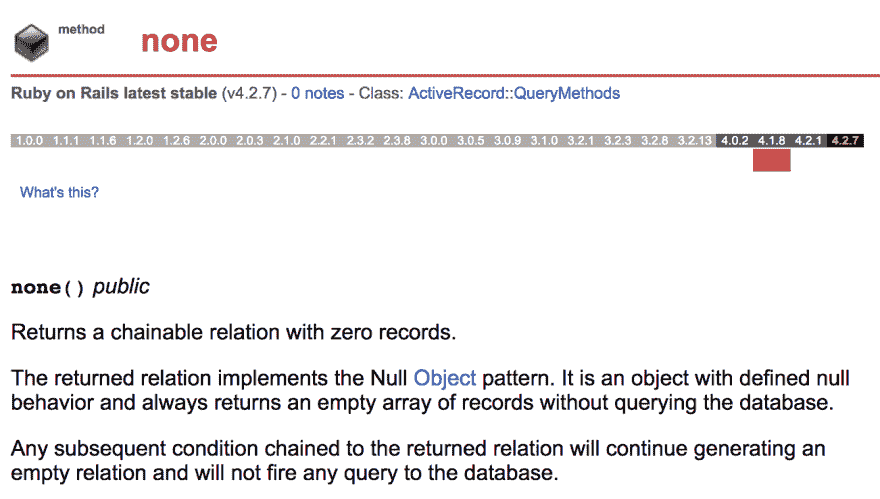 method
none
Ruby on Rails latest stable (v4.2.7) - 0 notes - Class: ActiveRecord::QueryMethods
1.0.0 1.1.1 1.1.6 1.2.0 1.2.6 2.0.0 2.0.3 2.1.0 2.2.1 2.3.2 2.3.8 3.0.0 3.0.5 3.0.9 3.1.0 3.2.1 3.2.3 3.2.8 3.2.13 4.0.2 4.1.8 4.2.1 4.2.7
What's this?
none() public
Returns a chainable relation with zero records.
The returned relation implements the Null Object pattern. It is an object with defined null
behavior and always returns an empty array of records without querying the database.
Any subsequent condition chained to the returned relation will continue generating an
empty relation and will not fire any query to the database.